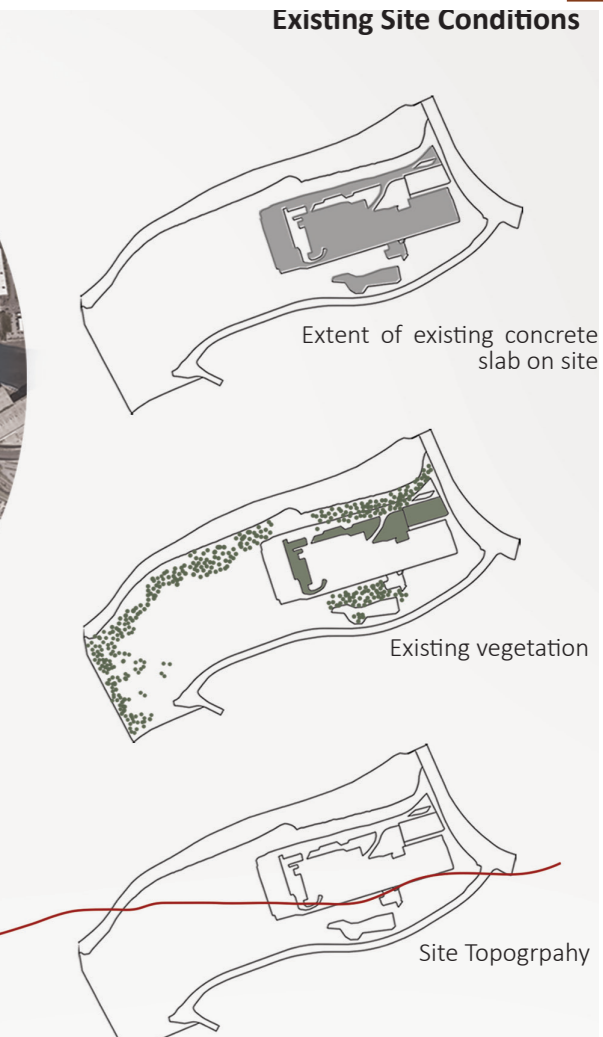 Existing Site Conditions
Extent of existing concrete
slab on site
Existing vegetation
Site Topogrpahy